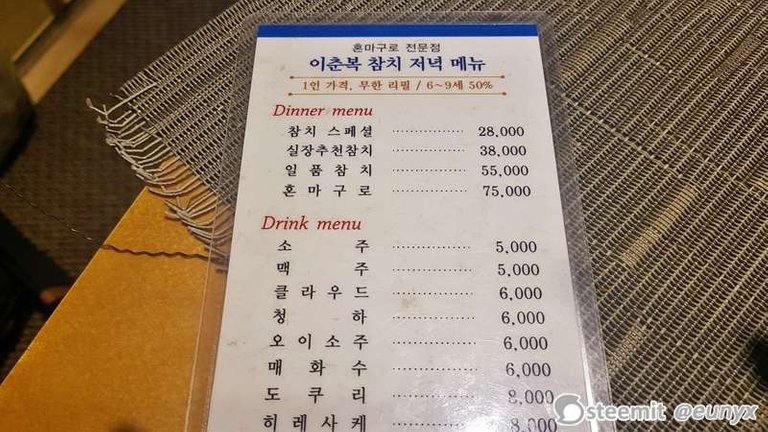 혼마구로 전문점
이춘복 참치 저녁 메뉴
1인 가격, 무한 리필 / 6~9세 50%
Dinner menu
참치 스페셜 28,000
실장추천참치 38,000
일품참치 55,000
혼마구로 75,000
Drink menu
소주 5,000
맥주 5,000
클라우드 6,000
청하 6,000
오이소주 6,000
매화수 6,000
도쿠리 8,000
히레사케 8,000
steemit @eunyx